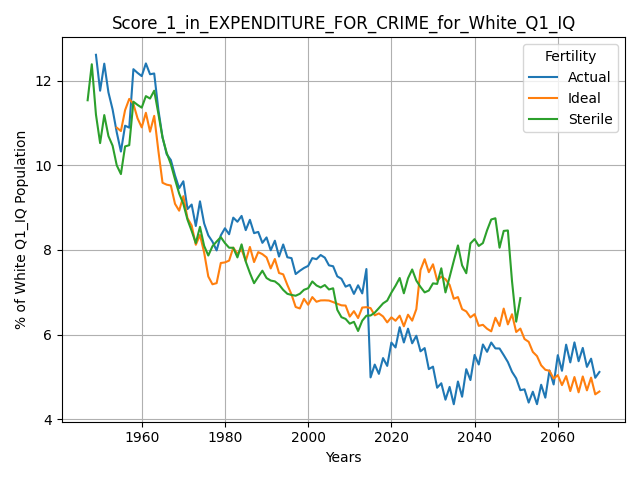 Score_1_in_EXPENDITURE_FOR_CRIME_for_White_Q1_IQ
Fertility
Actual
Ideal
Sterile
% of White Q1_IQ Population
12
10
8
6
4
1960
1980
2000
2020
2040
2060
Years